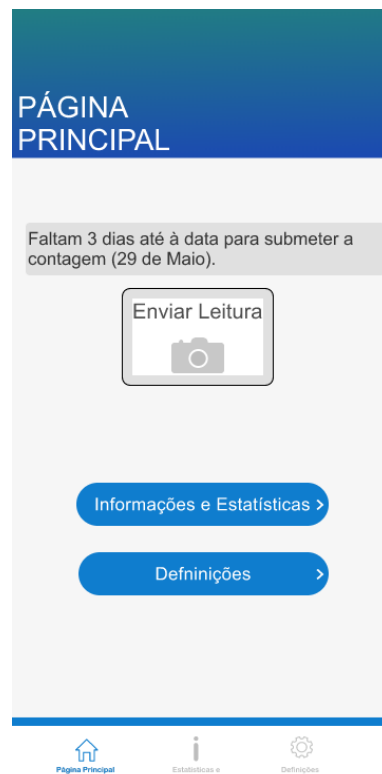 PÁGINA
PRINCIPAL
Faltam 3 dias até à data para submeter a
contagem (29 de Maio).
Enviar Leitura
Informações e Estatísticas >
Defninições >
Página Principal
Estatísticas e
Definições